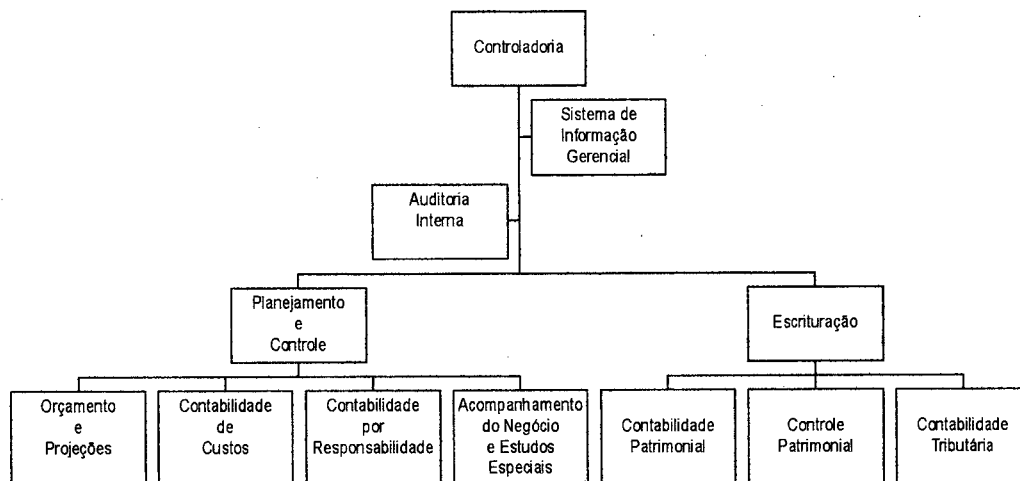 Controladoria
Sistema de
Informação
Gerencial
Auditoria
Interna
Planejamento
e
Controle
Escrituração
Orçamento
e
Projeções
Contabilidade
de
Custos
Contabilidade
por
Responsabilidade
Acompanhamento
do Negócio
e Estudos
Especiais
Contabilidade
Patrimonial
Controle
Patrimonial
Contabilidade
Tributária